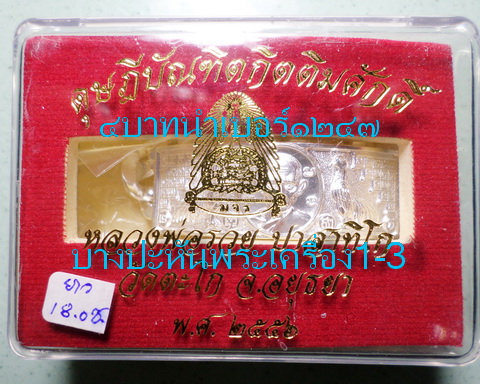 ดุษฎีบัณฑิตกิตติมศักดิ์
๔บาทนำเบอร์๑๒๔๗
มจร
หลวงพ่อรวย ปาสาทิโก
บางปะหันพระเครื่อง1-3
วัดตะโก จ.อยุธยา
พ.ศ. ๒๕๕๖
ยาว
18.0ซ